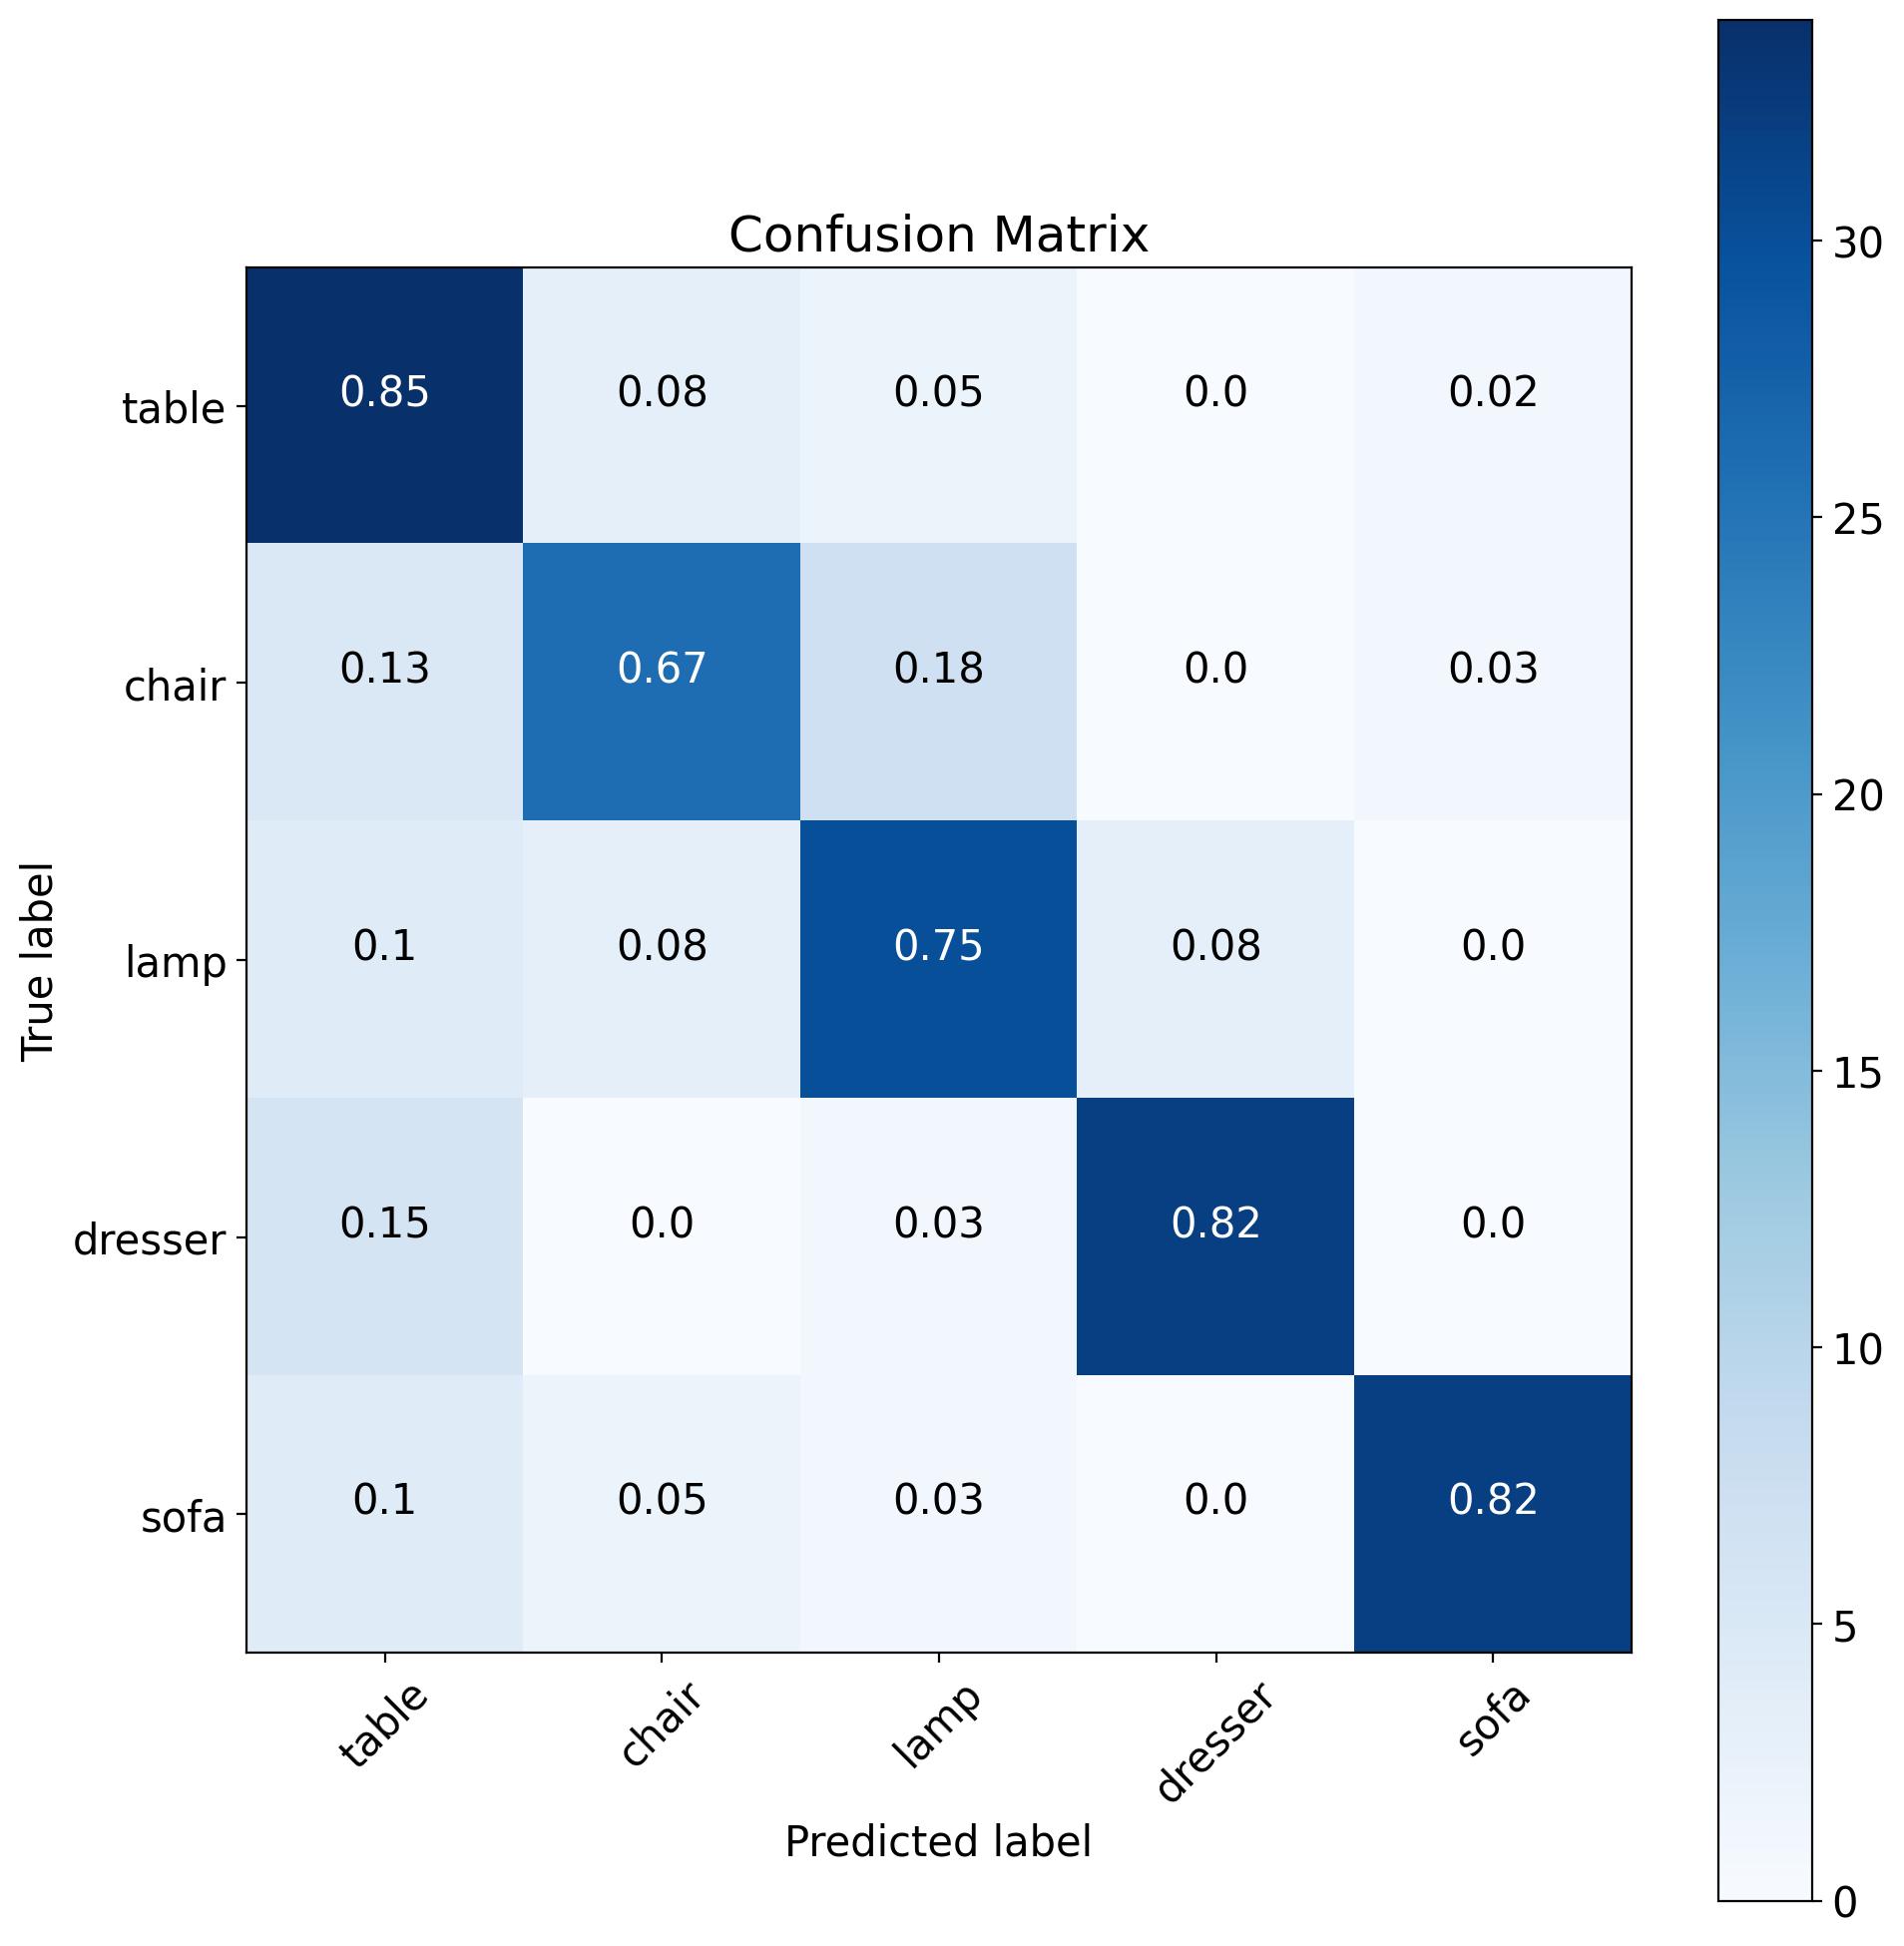 Confusion Matrix
True label
table 0.85 0.08 0.05 0.0 0.02
chair 0.13 0.67 0.18 0.0 0.03
lamp 0.1 0.08 0.75 0.08 0.0
dresser 0.15 0.0 0.03 0.82 0.0
sofa 0.1 0.05 0.03 0.0 0.82
table chair lamp dresser sofa
Predicted label
30
25
20
15
10
5
0